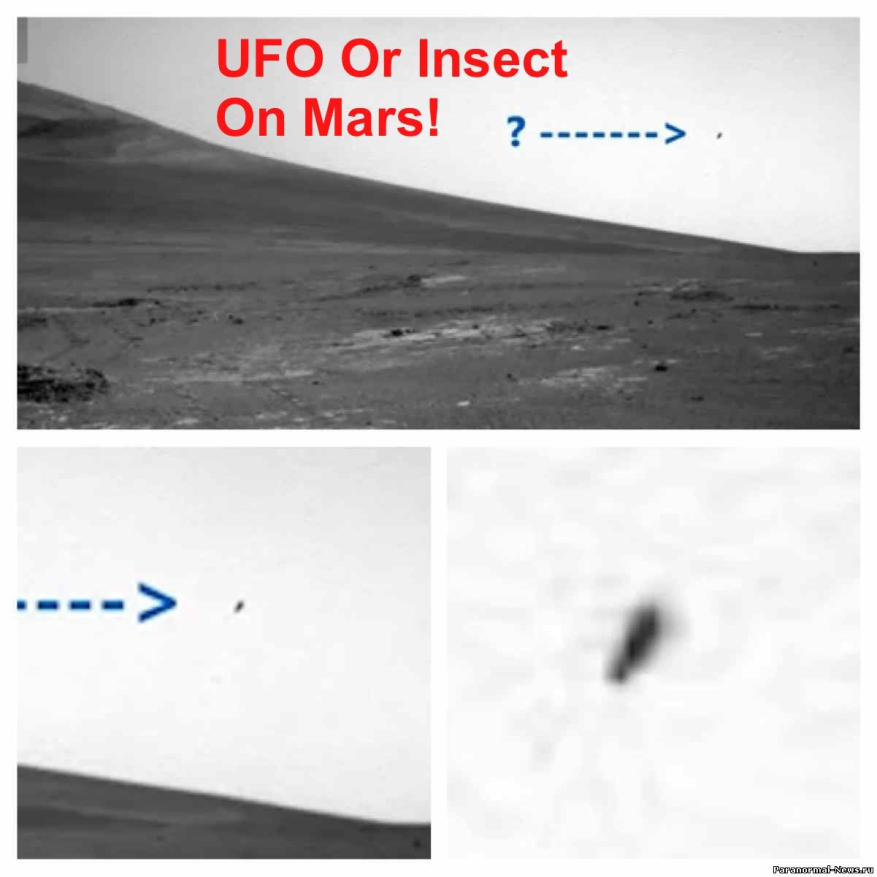 UFO Or Insect
On Mars!
? ------->
---->
Paranormal-News.ru